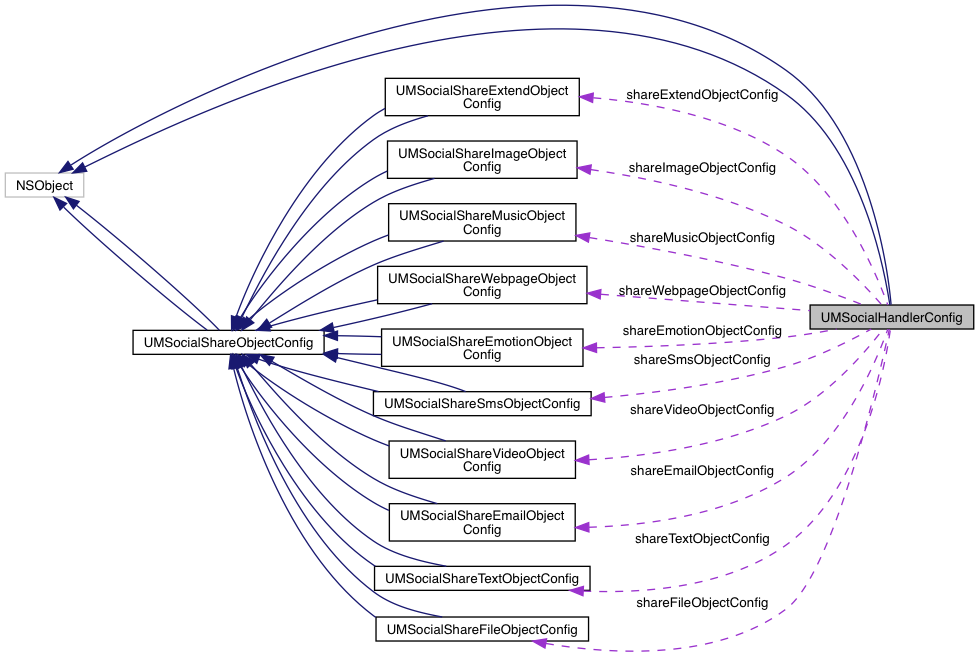 UMSocialShareExtendObject
Config
shareExtendObjectConfig
UMSocialShareImageObject
Config
shareImageObjectConfig
NSObject
UMSocialShareMusicObject
Config
shareMusicObjectConfig
UMSocialShareWebpageObject
Config
shareWebpageObjectConfig
UMSocialHandlerConfig
UMSocialShareObjectConfig
UMSocialShareEmotionObject
Config
shareEmotionObjectConfig
shareSmsObjectConfig
UMSocialShareSmsObjectConfig
shareVideoObjectConfig
UMSocialShareVideoObject
Config
shareEmailObjectConfig
UMSocialShareEmailObject
Config
shareTextObjectConfig
UMSocialShareTextObjectConfig
shareFileObjectConfig
UMSocialShareFileObjectConfig